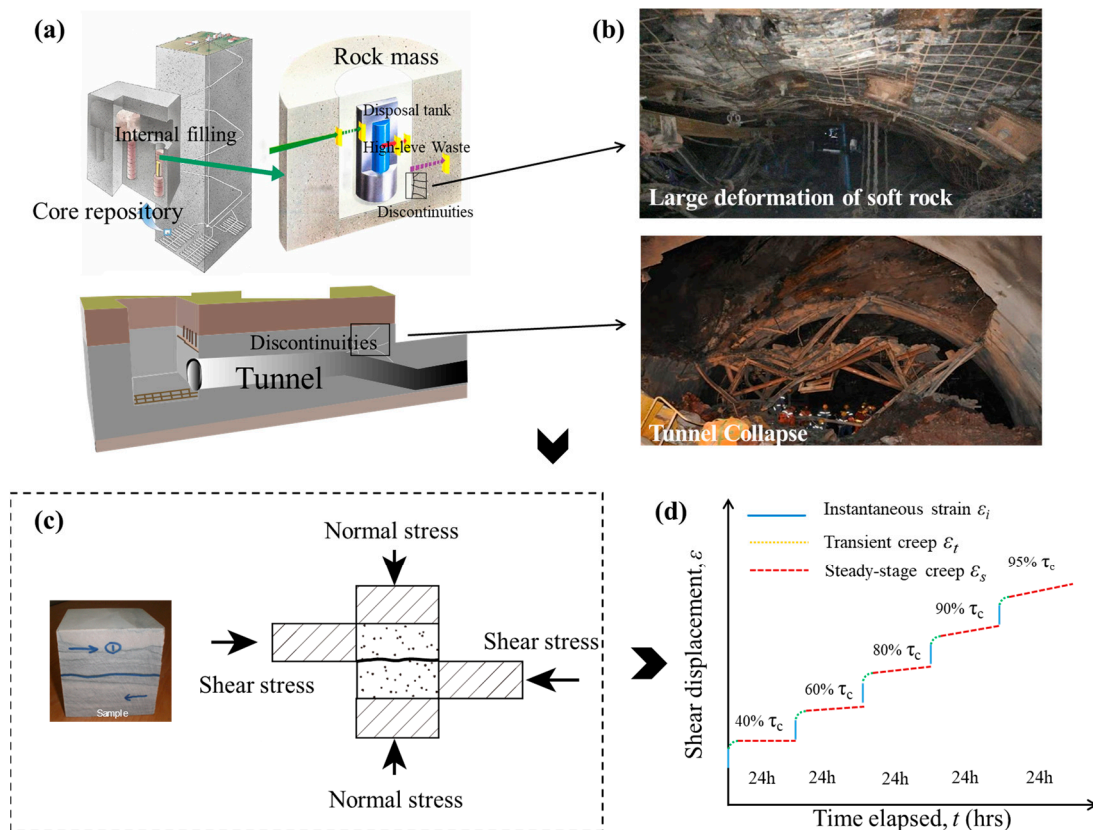 (a)
Rock mass
Disposal tank
Internal filling
High-leve Waste
Core repository
Discontinuities
Discontinuities
Tunnel
(b)
Large deformation of soft rock
Tunnel Collapse
(c)
Normal stress
Shear stress
Shear stress
Normal stress
1
Sample
(d)
Instantaneous strain εi
Transient creep εt
Steady-stage creep εs
Shear displacement, ε
40% τc
60% τc
80% τc
90% τc
95% τc
24h 24h 24h 24h 24h
Time elapsed, t (hrs)